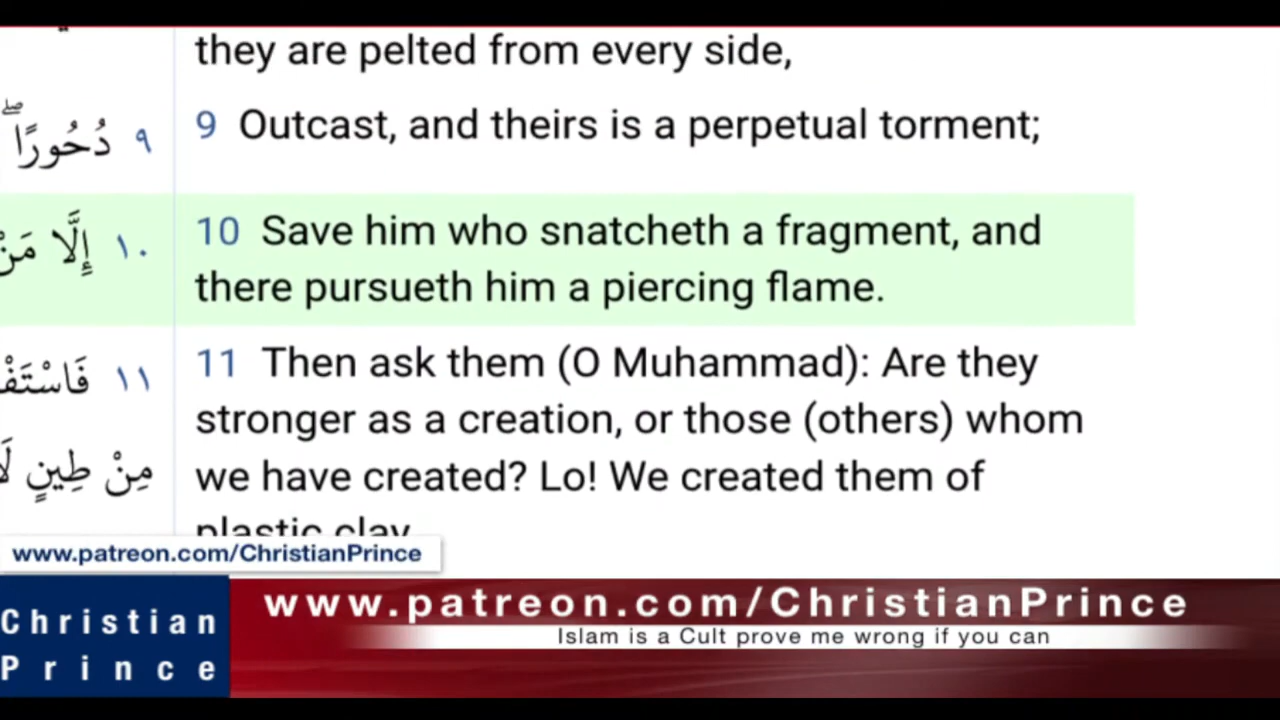 they are pelted from every side,
دُحُورًا ۖ ٩
9 Outcast, and theirs is a perpetual torment;
إِلَّا مَنْ ١٠
10 Save him who snatcheth a fragment, and
there pursueth him a piercing flame.
١١
11 Then ask them (O Muhammad): Are they
stronger as a creation, or those (others) whom
مِنْ طِينٍ
we have created? Lo! We created them of
plastic clay
www.patreon.com/ChristianPrince
Christian
Prince
www.patreon.com/ChristianPrince
Islam is a Cult prove me wrong if you can